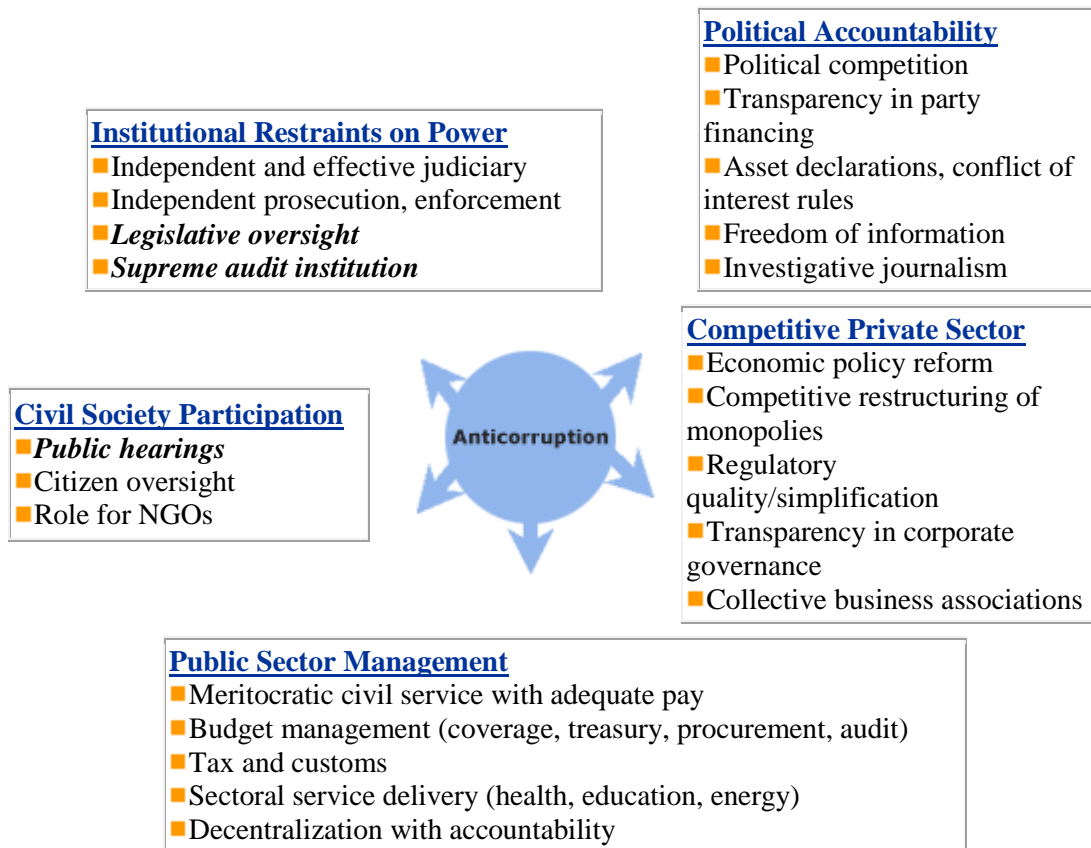 Political Accountability
■Political competition
■Transparency in party
financing
■Asset declarations, conflict of
interest rules
■Freedom of information
■Investigative journalism
Institutional Restraints on Power
■Independent and effective judiciary
■Independent prosecution, enforcement
■Legislative oversight
■Supreme audit institution
Competitive Private Sector
■Economic policy reform
■Competitive restructuring of
monopolies
■Regulatory
quality/simplification
■Transparency in corporate
governance
■Collective business associations
Civil Society Participation
■Public hearings
■Citizen oversight
■Role for NGOs
Anticorruption
Public Sector Management
■Meritocratic civil service with adequate pay
■Budget management (coverage, treasury, procurement, audit)
■Tax and customs
■Sectoral service delivery (health, education, energy)
■Decentralization with accountability